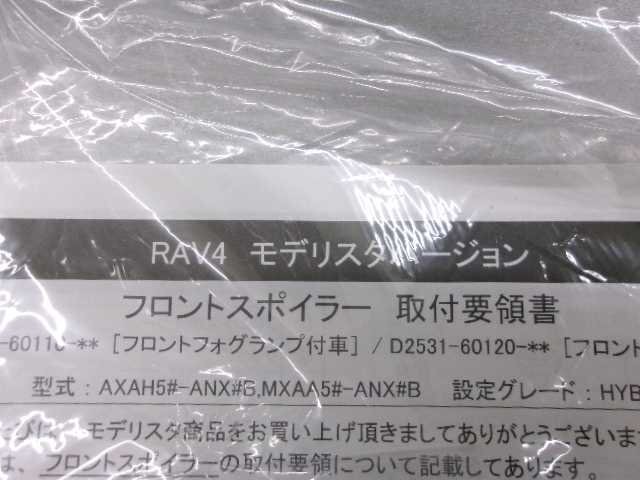 RAV4 モデリスタバージョン
フロントスポイラー 取付要領書
-60110-** [フロントフォグランプ付車] / D2531-60120-** [フロント
型式：AXAH5#-ANX#B,MXAA5#-ANX#B 設定グレード：HYB
モデリスタ商品をお買い上げ頂きましてありがとうございま
は、フロントスポイラーの取付要領について記載してあります。